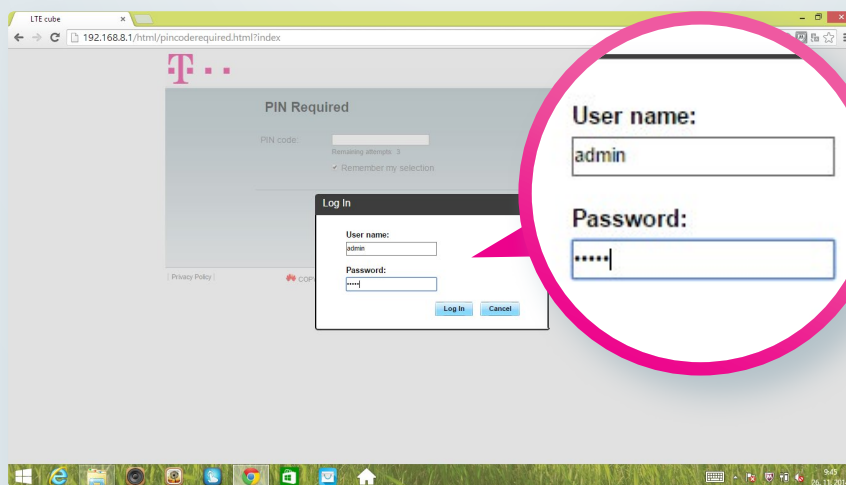 LTE cube
192.168.8.1/html/pincoderequired.html?index
T
PIN Required
PIN code:
Remaining attempts: 3
Remember my selection
Log In
User name:
admin
Password:
•••••
Log In
Cancel
Privacy Policy
User name:
admin
Password:
•••••
9:45